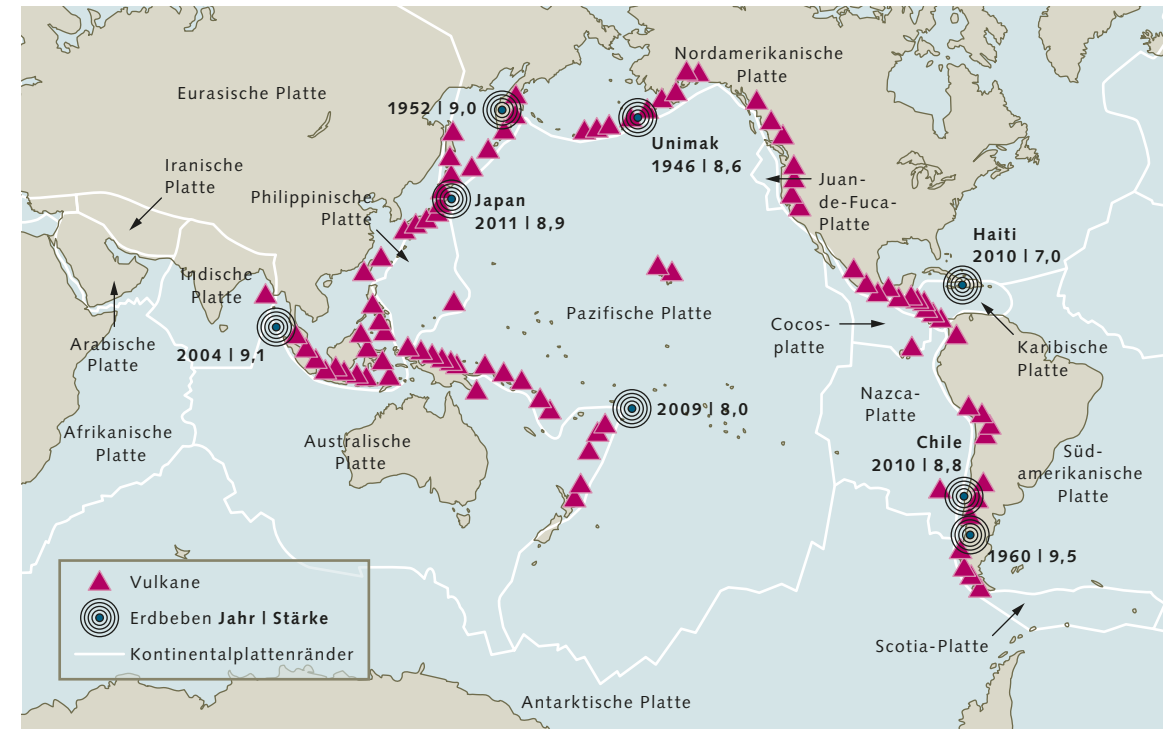 Nordamerikanische
Platte
Eurasische Platte
1952 | 9,0
Unimak
1946 | 8,6
Iranische
Platte
Philippinische
Platte
Japan
2011 | 8,9
Juan-
de-Fuca-
Platte
Haiti
2010 | 7,0
Indische
Platte
Pazifische Platte
Cocos-
platte
Karibische
Platte
Arabische
Platte
2004 | 9,1
Nazca-
Platte
2009 | 8,0
Afrikanische
Platte
Australische
Platte
Chile
2010 | 8,8
Süd-
amerikanische
Platte
1960 | 9,5
Vulkane
Erdbeben Jahr | Stärke
Kontinentalplattenränder
Scotia-Platte
Antarktische Platte